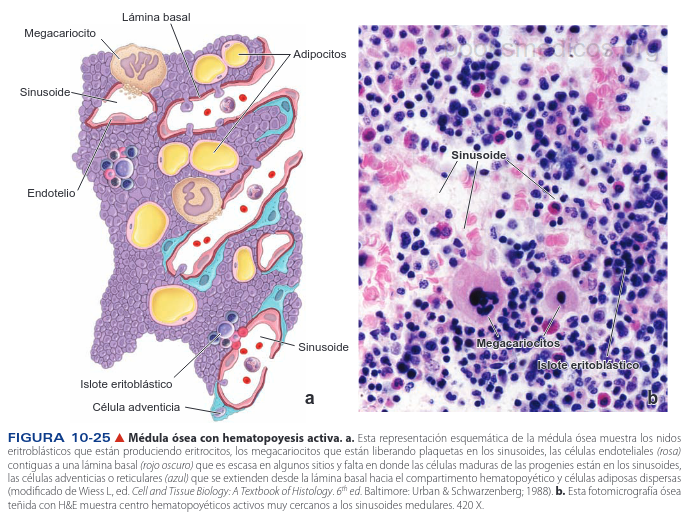 Lámina basal
Megacariocito
Adipocitos
Sinusoide
Endotelio
Sinusoide
Islote eritoblástico
Célula adventicia
a
Sinusoide
Megacariocitos
Islote eritoblástico
b
FIGURA 10-25 ▲ Médula ósea con hematopoyesis activa. a. Esta representación esquemática de la médula ósea muestra los nidos
eritroblásticos que están produciendo eritrocitos, los megacariocitos que están liberando plaquetas en los sinusoides, las células endoteliales (rosa)
contiguas a una lámina basal (rojo oscuro) que es escasa en algunos sitios y falta en donde las células maduras de las progenies están en los sinusoides,
las células adventicias o reticulares (azul) que se extienden desde la lámina basal hacia el compartimento hematopoyético y células adiposas dispersas
(modificado de Wiess L, ed. Cell and Tissue Biology: A Textbook of Histology. 6th ed. Baltimore: Urban & Schwarzenberg; 1988). b. Esta fotomicrografía ósea
teñida con H&E muestra centro hematopoyéticos activos muy cercanos a los sinusoides medulares. 420 X.